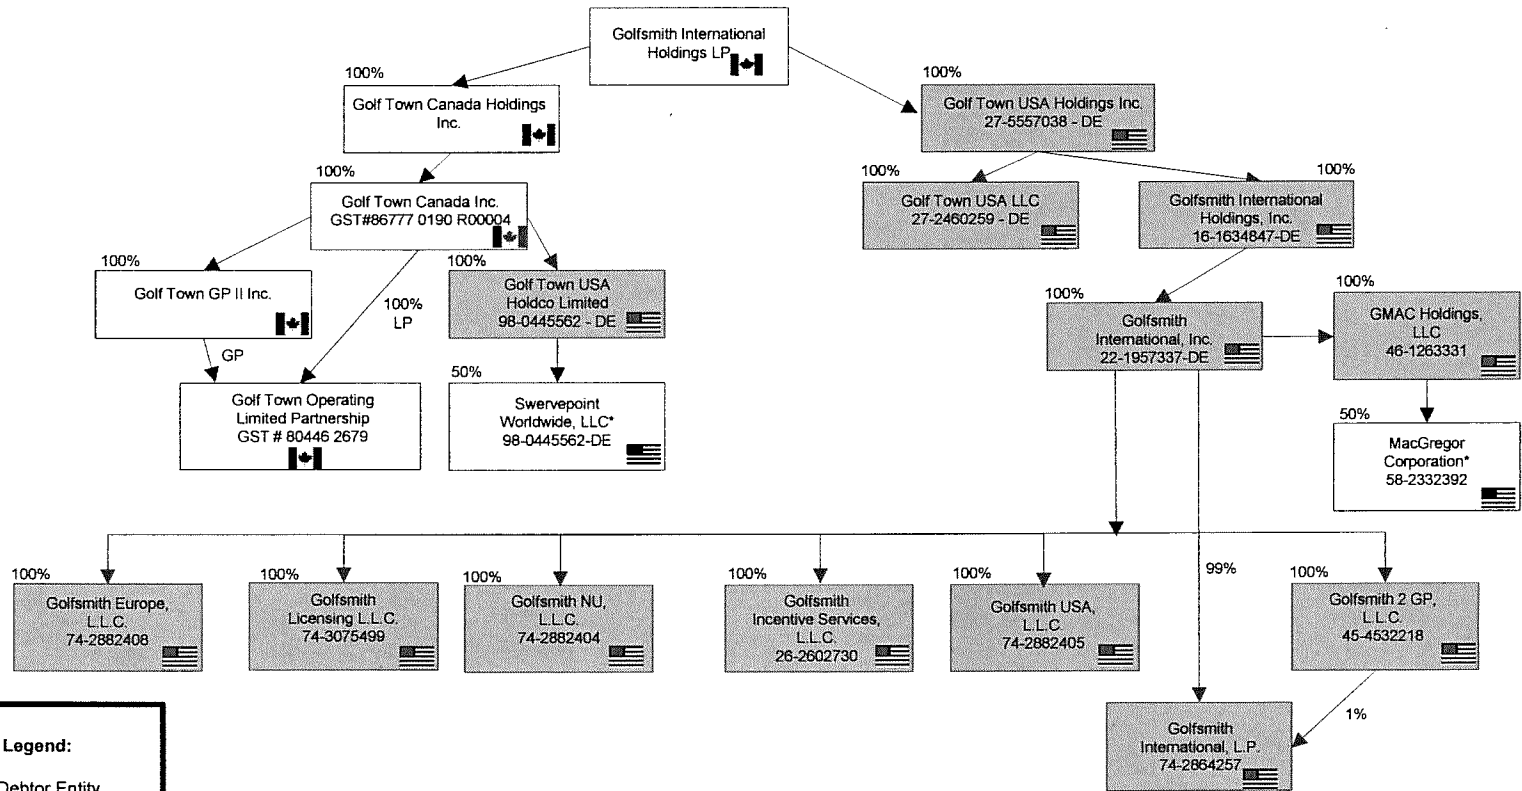 Golfsmith International
Holdings LP
100%
Golf Town Canada Holdings
Inc.
100%
Golf Town USA Holdings Inc.
27-5557038 - DE
100%
Golf Town Canada Inc.
GST#86777 0190 R00004
100%
Golf Town USA LLC
27-2460259 - DE
100%
Golfsmith International
Holdings, Inc.
16-1634847-DE
100%
Golf Town GP II Inc.
100%
LP
100%
Golf Town USA
Holdco Limited
98-0445562 - DE
100%
Golfsmith
International, Inc.
22-1957337-DE
100%
GMAC Holdings,
LLC
46-1263331
GP
Golf Town Operating
Limited Partnership
GST # 80446 2679
50%
Swervepoint
Worldwide, LLC*
98-0445562-DE
50%
MacGregor
Corporation*
58-2332392
100%
Golfsmith Europe,
L.L.C.
74-2882408
100%
Golfsmith
Licensing L.L.C.
74-3075499
100%
Golfsmith NU,
L.L.C.
74-2882404
100%
Golfsmith
Incentive Services,
L.L.C.
26-2602730
100%
Golfsmith USA,
L.L.C
74-2882405
99%
100%
Golfsmith 2 GP,
L.L.C.
45-4532218
1%
Golfsmith
International, L.P.
74-2864257
Legend:
Debtor Entity